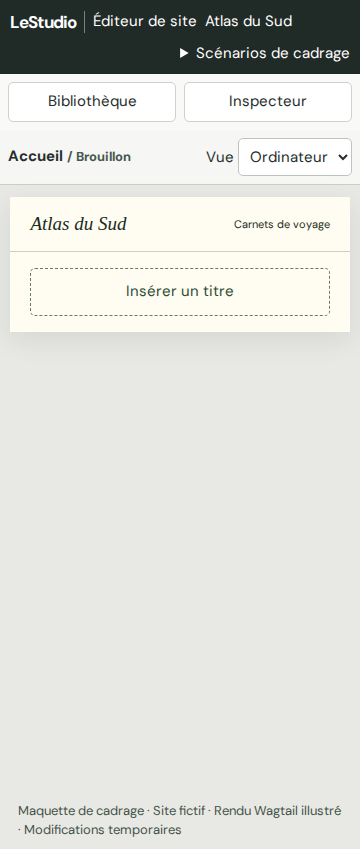 LeStudio Éditeur de site Atlas du Sud
▶ Scénarios de cadrage
Bibliothèque Inspecteur
Accueil / Brouillon Vue Ordinateur
Atlas du Sud Carnets de voyage
Insérer un titre
Maquette de cadrage · Site fictif · Rendu Wagtail illustré
· Modifications temporaires